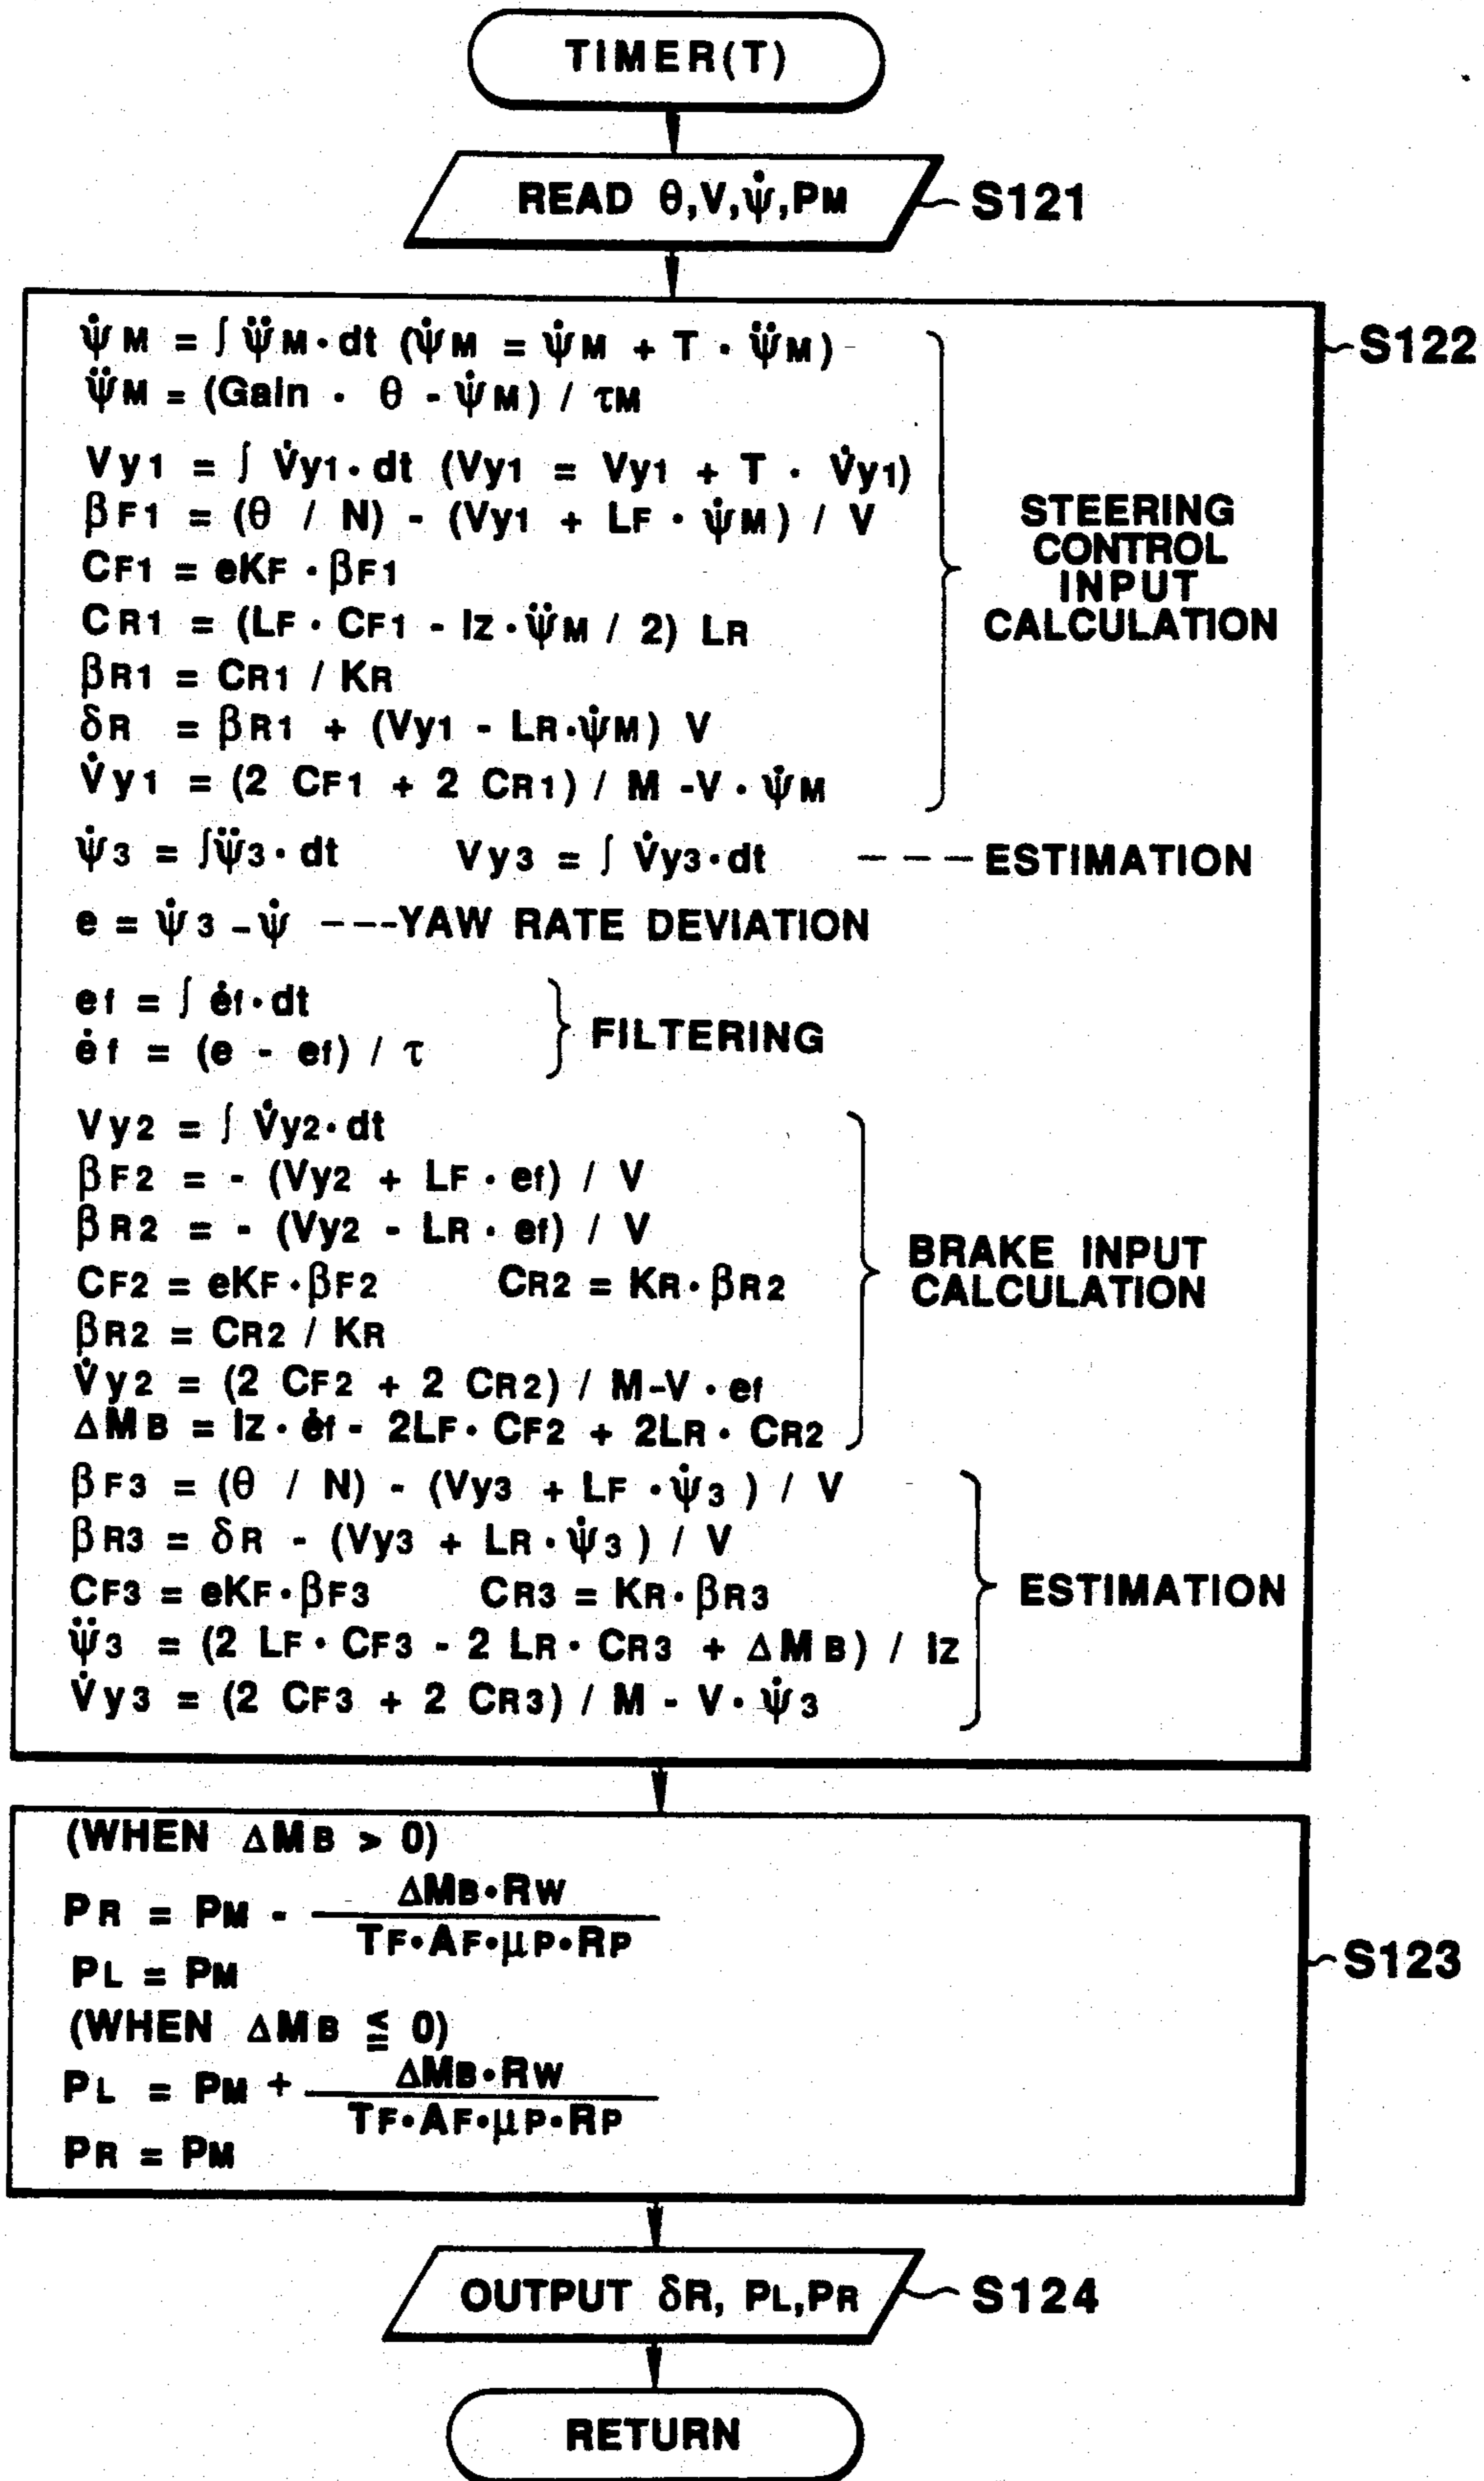 TIMER(T)
READ θ,V,ψ̇,PM
S121
S122
ψ̇M = ∫ ψ̈M·dt (ψ̇M = ψ̇M + T · ψ̈M)
ψ̈M = (Gain · θ - ψ̇M) / τM
Vy1 = ∫ V̇y1·dt (Vy1 = Vy1 + T · V̇y1)
βF1 = (θ / N) - (Vy1 + LF · ψ̇M) / V
CF1 = eKF · βF1
CR1 = (LF · CF1 - Iz · ψ̈M / 2) LR
βR1 = CR1 / KR
δR = βR1 + (Vy1 - LR·ψ̇M) V
V̇y1 = (2 CF1 + 2 CR1) / M -V · ψ̇M
STEERING
CONTROL
INPUT
CALCULATION
ψ̇3 = ∫ψ̈3·dt Vy3 = ∫ V̇y3·dt ---ESTIMATION
e = ψ̇3 -ψ̇ ---YAW RATE DEVIATION
ef = ∫ ėf·dt
ėf = (e - ef) / τ
FILTERING
Vy2 = ∫ V̇y2·dt
βF2 = - (Vy2 + LF · ef) / V
βR2 = - (Vy2 - LR · ef) / V
CF2 = eKF·βF2 CR2 = KR·βR2
βR2 = CR2 / KR
V̇y2 = (2 CF2 + 2 CR2) / M-V · ef
ΔMB = Iz · ėf - 2LF· CF2 + 2LR · CR2
BRAKE INPUT
CALCULATION
βF3 = (θ / N) - (Vy3 + LF · ψ̇3 ) / V
βR3 = δR - (Vy3 + LR · ψ̇3 ) / V
CF3 = eKF·βF3 CR3 = KR·βR3
ψ̈3 = (2 LF · CF3 - 2 LR · CR3 + ΔMB) / Iz
V̇y3 = (2 CF3 + 2 CR3) / M - V · ψ̇3
ESTIMATION
(WHEN ΔMB > 0)
PR = PM - ΔMB·RW / TF·AF·μP·RP
PL = PM
(WHEN ΔMB ≦ 0)
PL = PM + ΔMB·RW / TF·AF·μP·RP
PR = PM
S123
OUTPUT δR, PL,PR
S124
RETURN